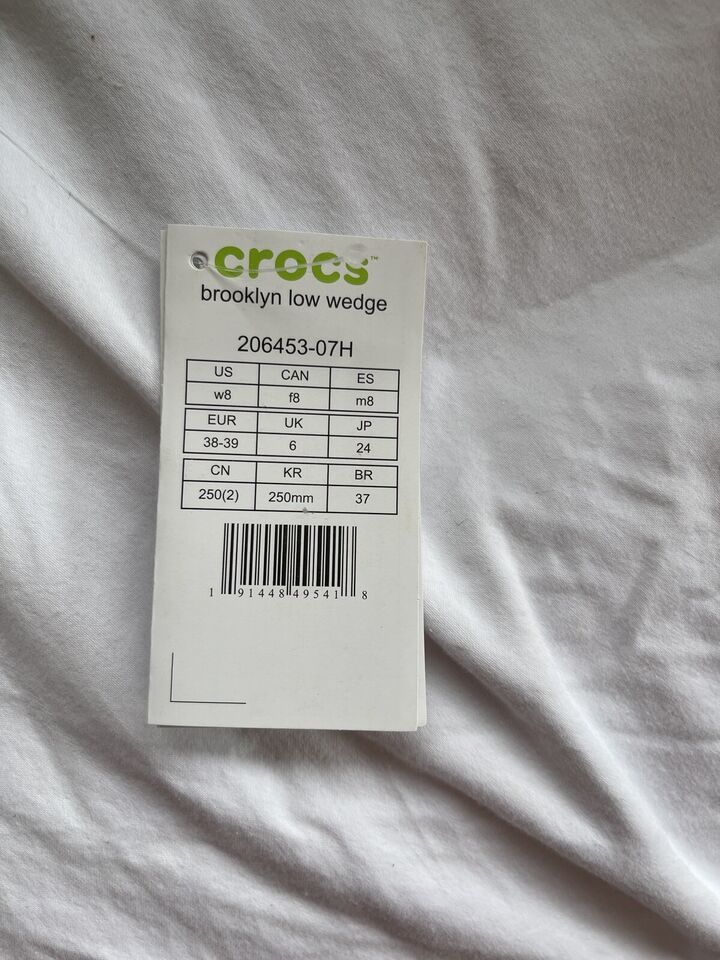 crocs™
brooklyn low wedge
206453-07H
US CAN ES
w8 f8 m8
EUR UK JP
38-39 6 24
CN KR BR
250(2) 250mm 37
1 91448 49541 8